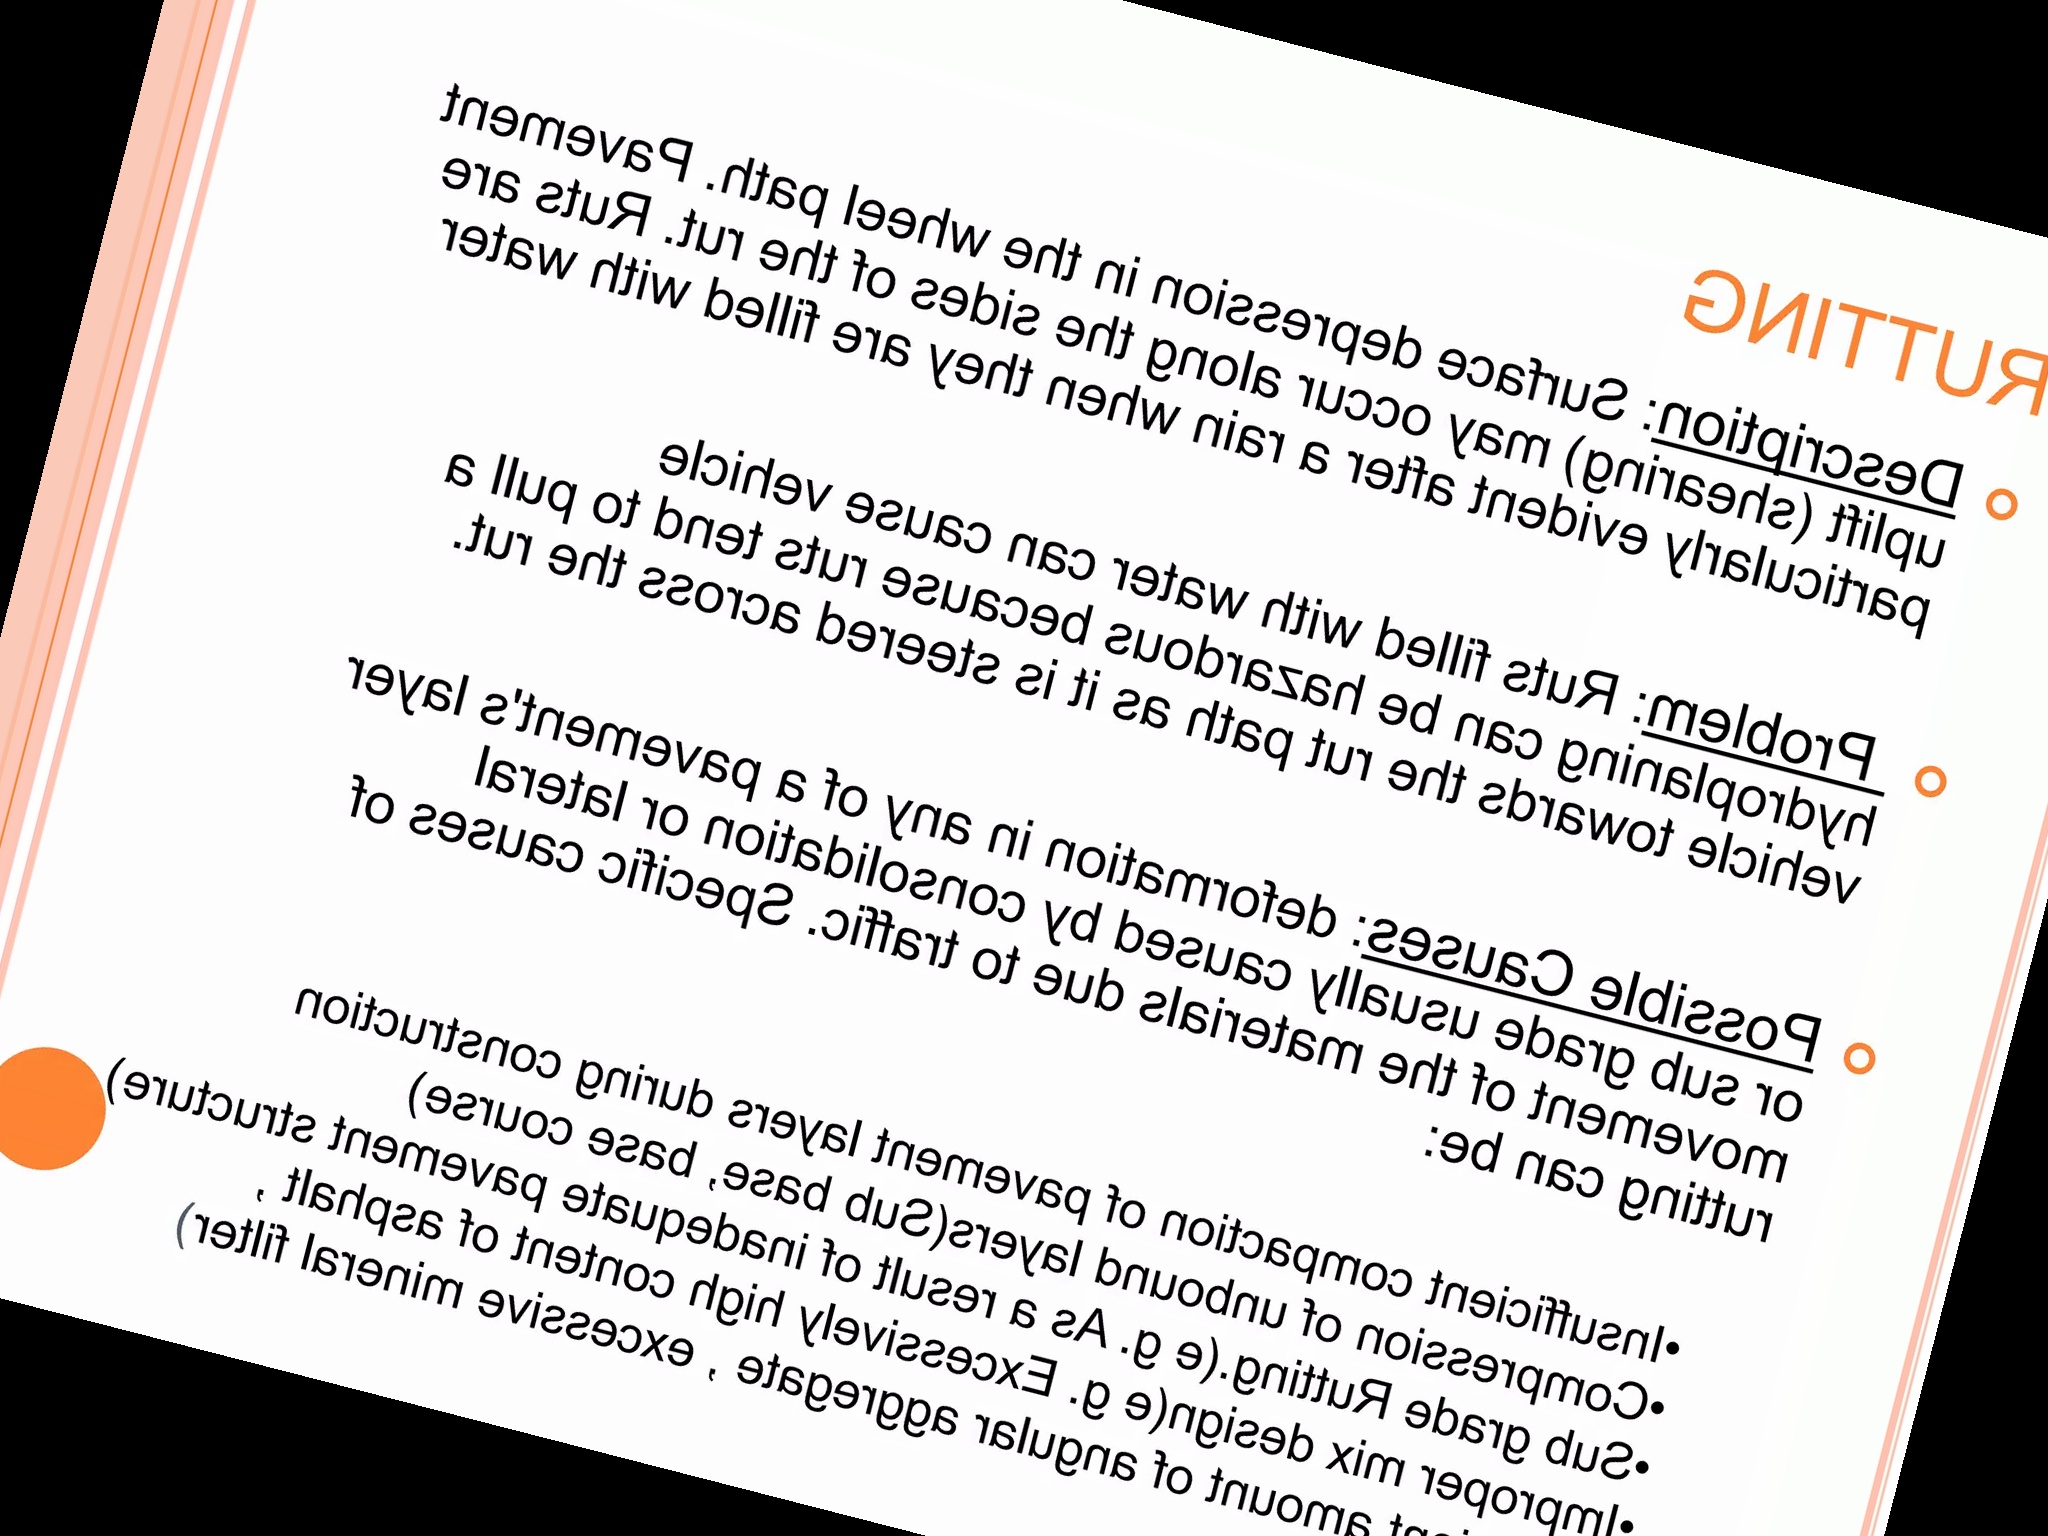 RUTTING
Description: Surface depression in the wheel path. Pavement
uplift (shearing) may occur along the sides of the rut. Ruts are
particularly evident after a rain when they are filled with water
Problem: Ruts filled with water can cause vehicle
hydroplaning can be hazardous because ruts tend to pull a
vehicle towards the rut path as it is steered across the rut.
Possible Causes: deformation in any of a pavement's layer
or sub grade usually caused by consolidation or lateral
movement of the materials due to traffic. Specific causes of
rutting can be:
•Insufficient compaction of pavement layers during construction
•Compression of unbound layers(Sub base, base course)
•Sub grade Rutting.(e g. As a result of inadequate pavement structure)
•Improper mix design(e g. Excessively high content of asphalt ,
amount of angular aggregate , excessive mineral filter)